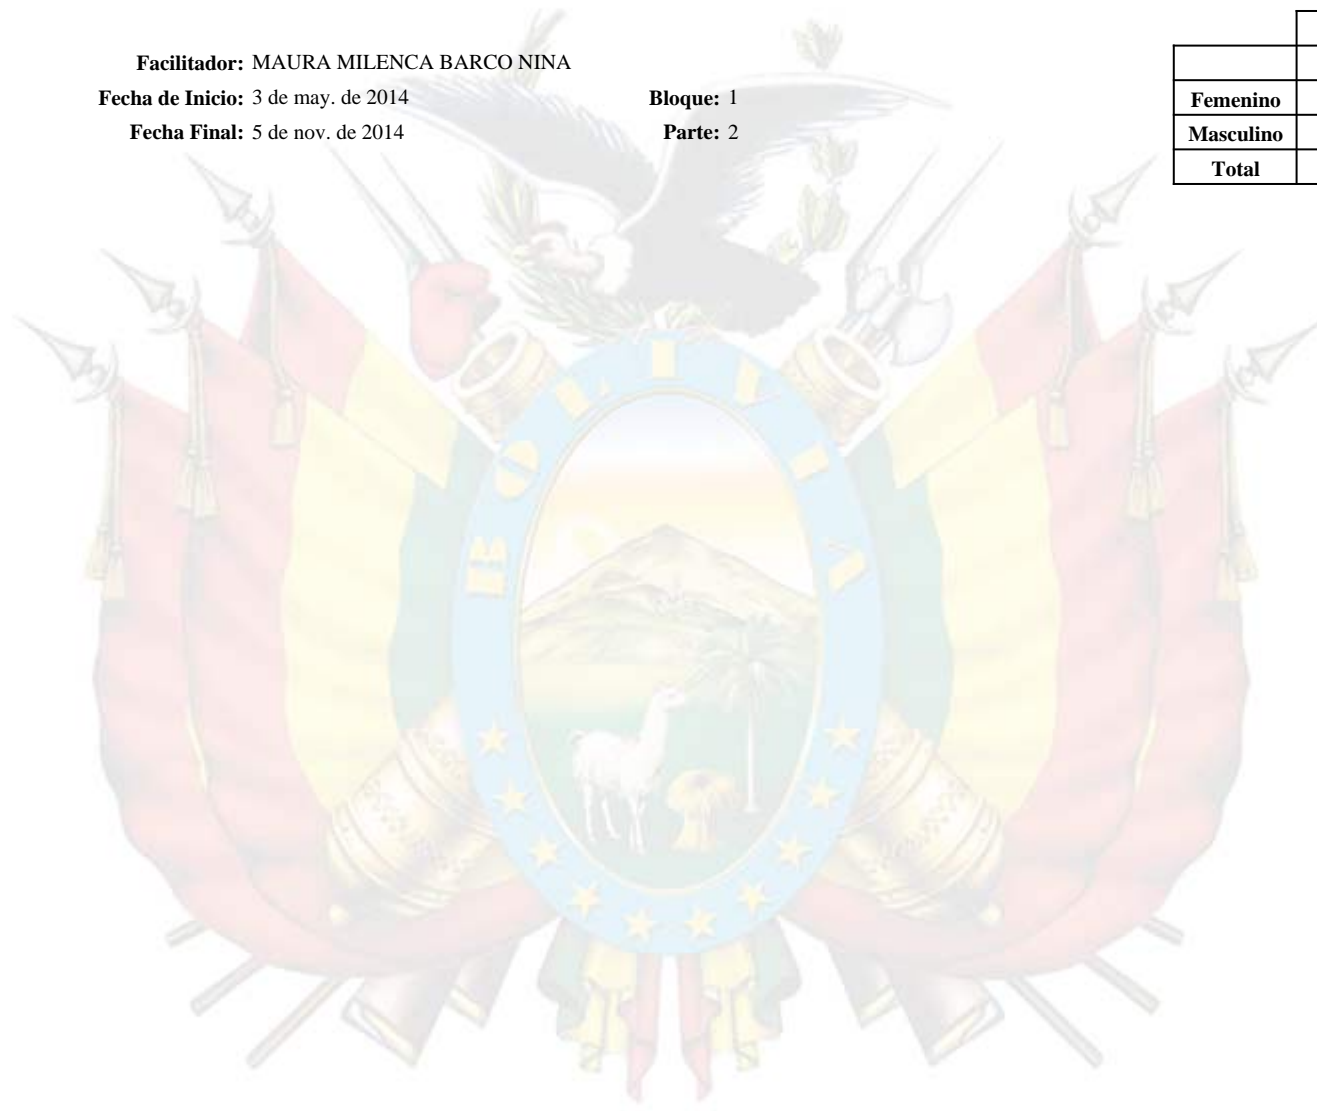 Facilitador: MAURA MILENCA BARCO NINA
Fecha de Inicio: 3 de may. de 2014 Bloque: 1
Fecha Final: 5 de nov. de 2014 Parte: 2
Femenino
Masculino
Total
BOLIVIA